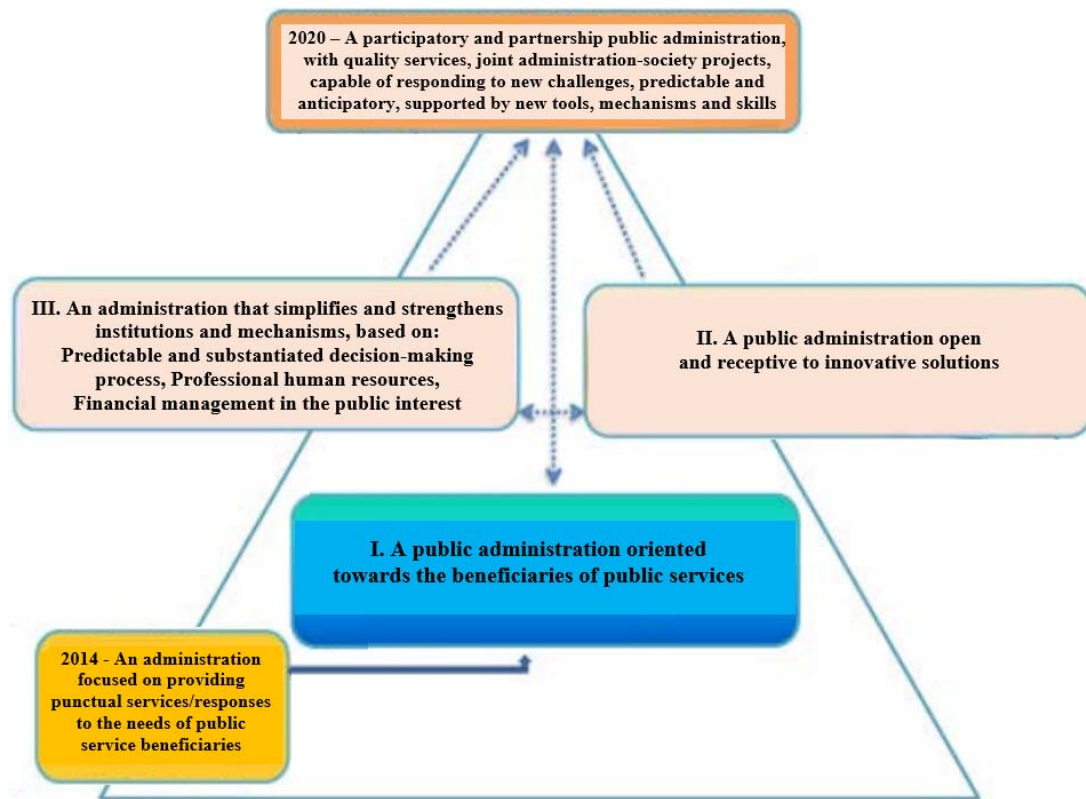 2020 – A participatory and partnership public administration,
with quality services, joint administration-society projects,
capable of responding to new challenges, predictable and
anticipatory, supported by new tools, mechanisms and skills
III. An administration that simplifies and strengthens
institutions and mechanisms, based on:
Predictable and substantiated decision-making
process, Professional human resources,
Financial management in the public interest
II. A public administration open
and receptive to innovative solutions
I. A public administration oriented
towards the beneficiaries of public services
2014 - An administration
focused on providing
punctual services/responses
to the needs of public
service beneficiaries